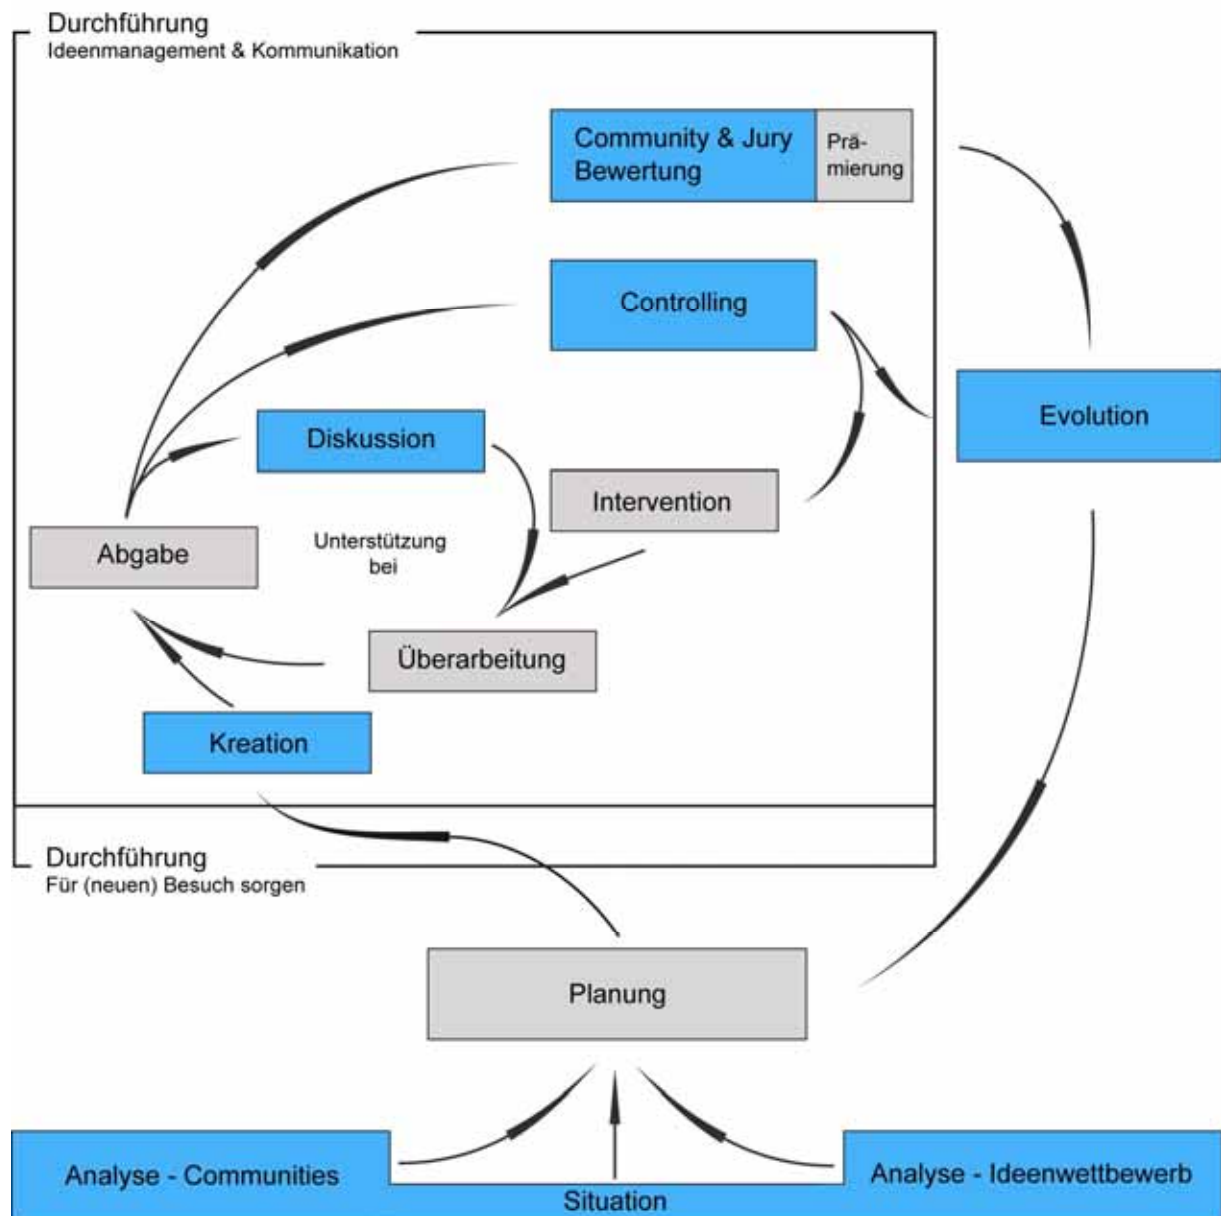 Durchführung
Ideenmanagement & Kommunikation
Community & Jury
Bewertung
Prä-
mierung
Controlling
Evolution
Diskussion
Intervention
Abgabe
Unterstützung
bei
Überarbeitung
Kreation
Durchführung
Für (neuen) Besuch sorgen
Planung
Analyse - Communities
Situation
Analyse - Ideenwettbewerb